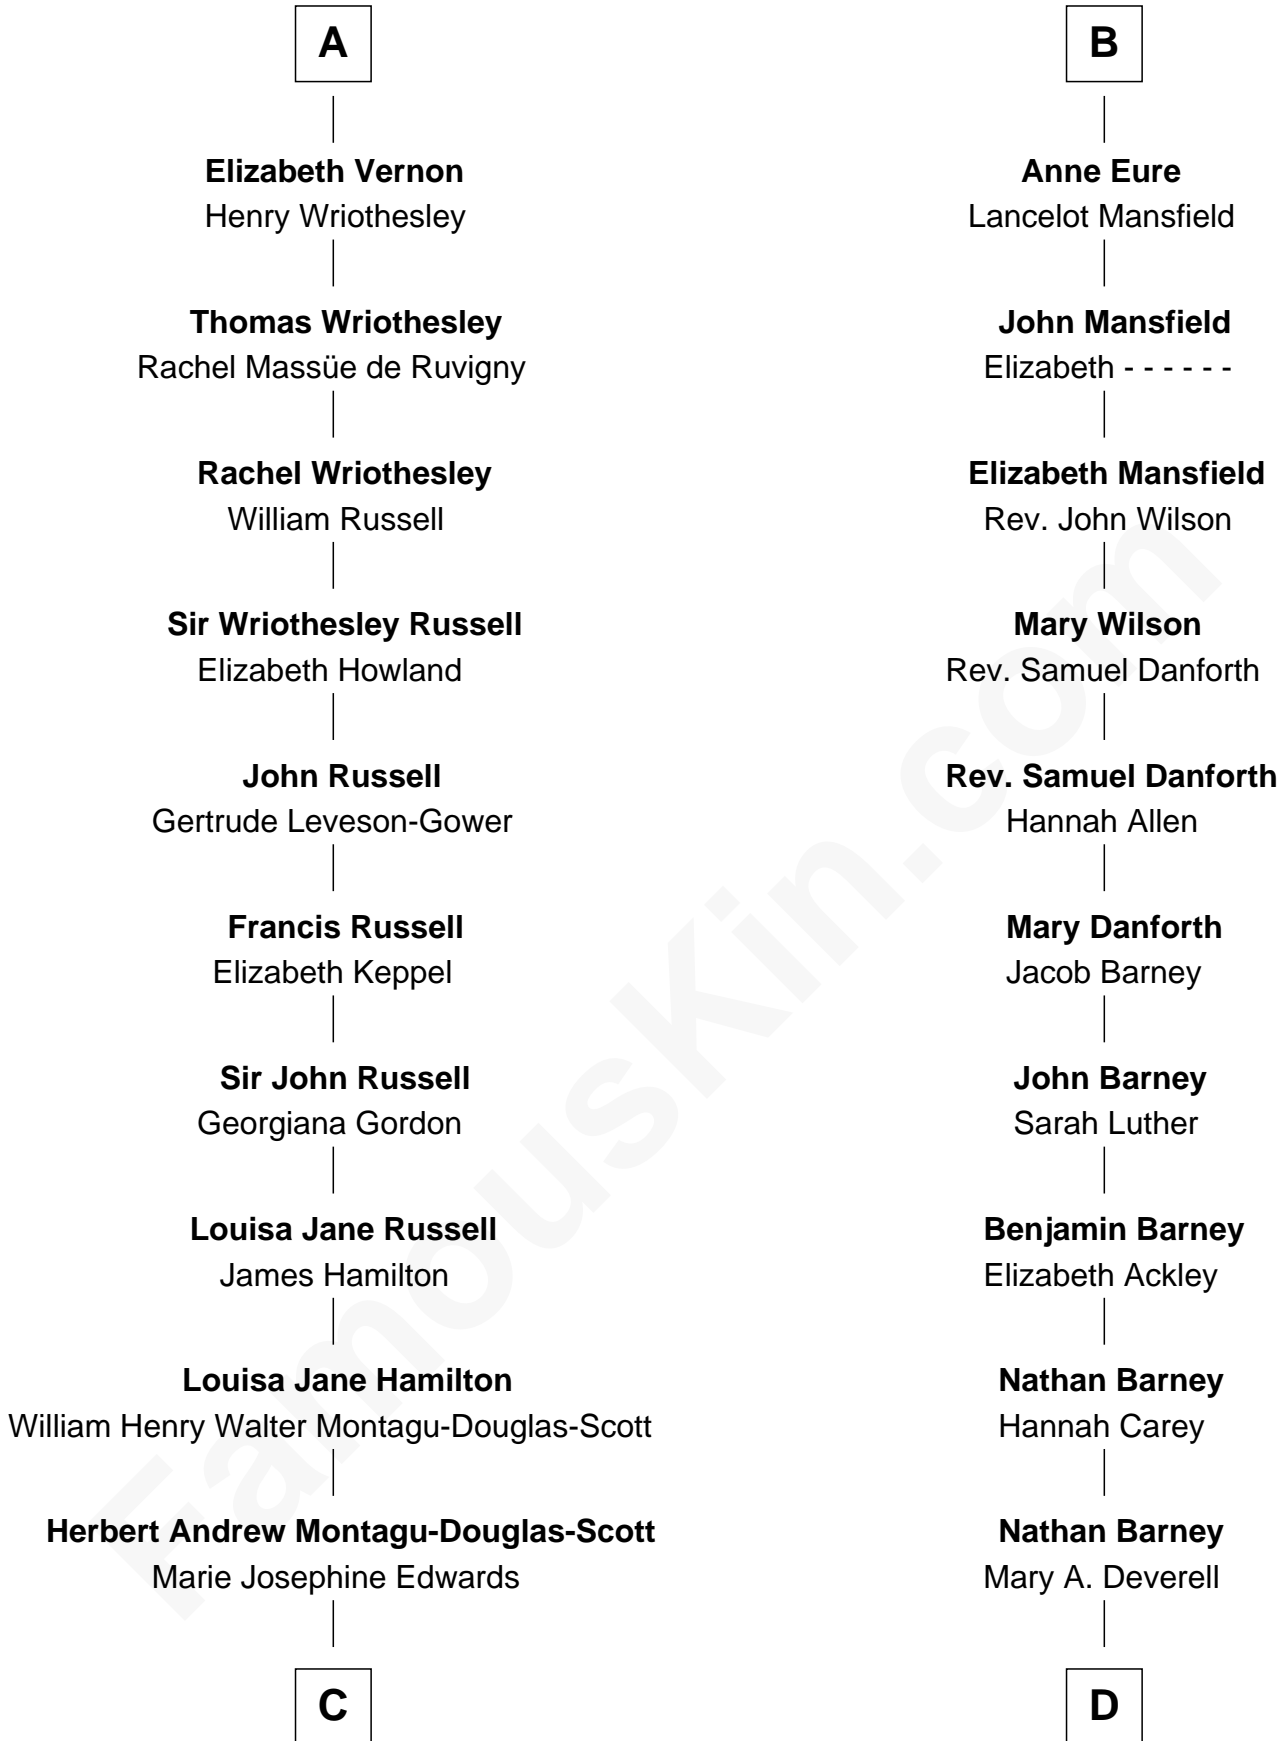 A
Elizabeth Vernon
Henry Wriothesley
Thomas Wriothesley
Rachel Massüe de Ruvigny
Rachel Wriothesley
William Russell
Sir Wriothesley Russell
Elizabeth Howland
John Russell
Gertrude Leveson-Gower
Francis Russell
Elizabeth Keppel
Sir John Russell
Georgiana Gordon
Louisa Jane Russell
James Hamilton
Louisa Jane Hamilton
William Henry Walter Montagu-Douglas-Scott
Herbert Andrew Montagu-Douglas-Scott
Marie Josephine Edwards
C
B
Anne Eure
Lancelot Mansfield
John Mansfield
Elizabeth - - - - - -
Elizabeth Mansfield
Rev. John Wilson
Mary Wilson
Rev. Samuel Danforth
Rev. Samuel Danforth
Hannah Allen
Mary Danforth
Jacob Barney
John Barney
Sarah Luther
Benjamin Barney
Elizabeth Ackley
Nathan Barney
Hannah Carey
Nathan Barney
Mary A. Deverell
D
FamousKin.com